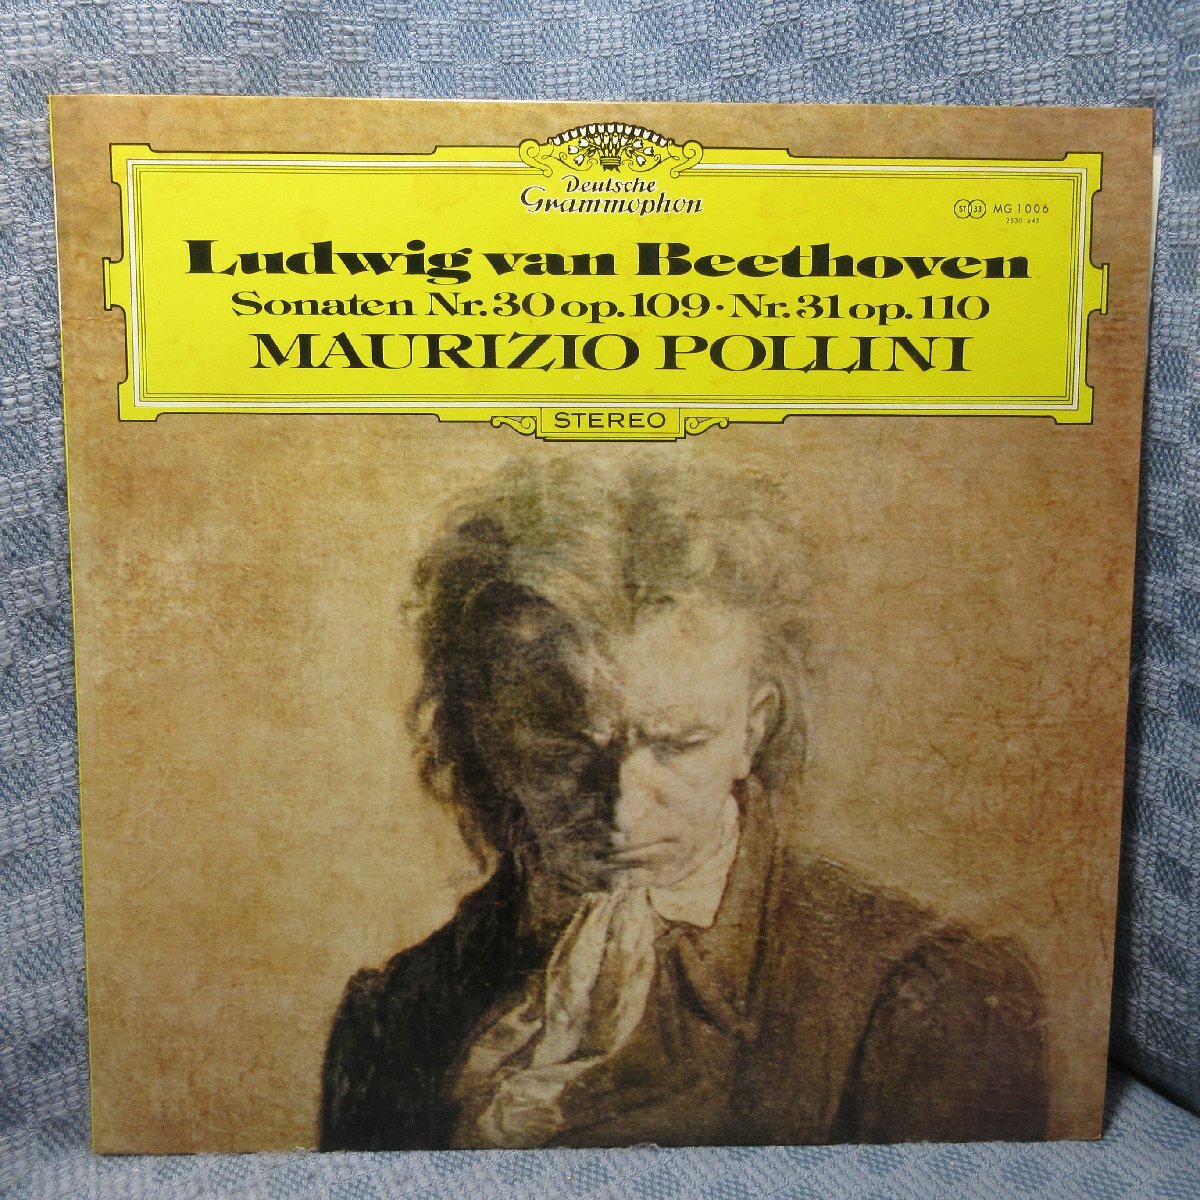 Deutsche
Grammophon
ST 33 MG 1006
2530 645
Ludwig van Beethoven
Sonaten Nr.30 op.109·Nr.31 op.110
MAURIZIO POLLINI
STEREO